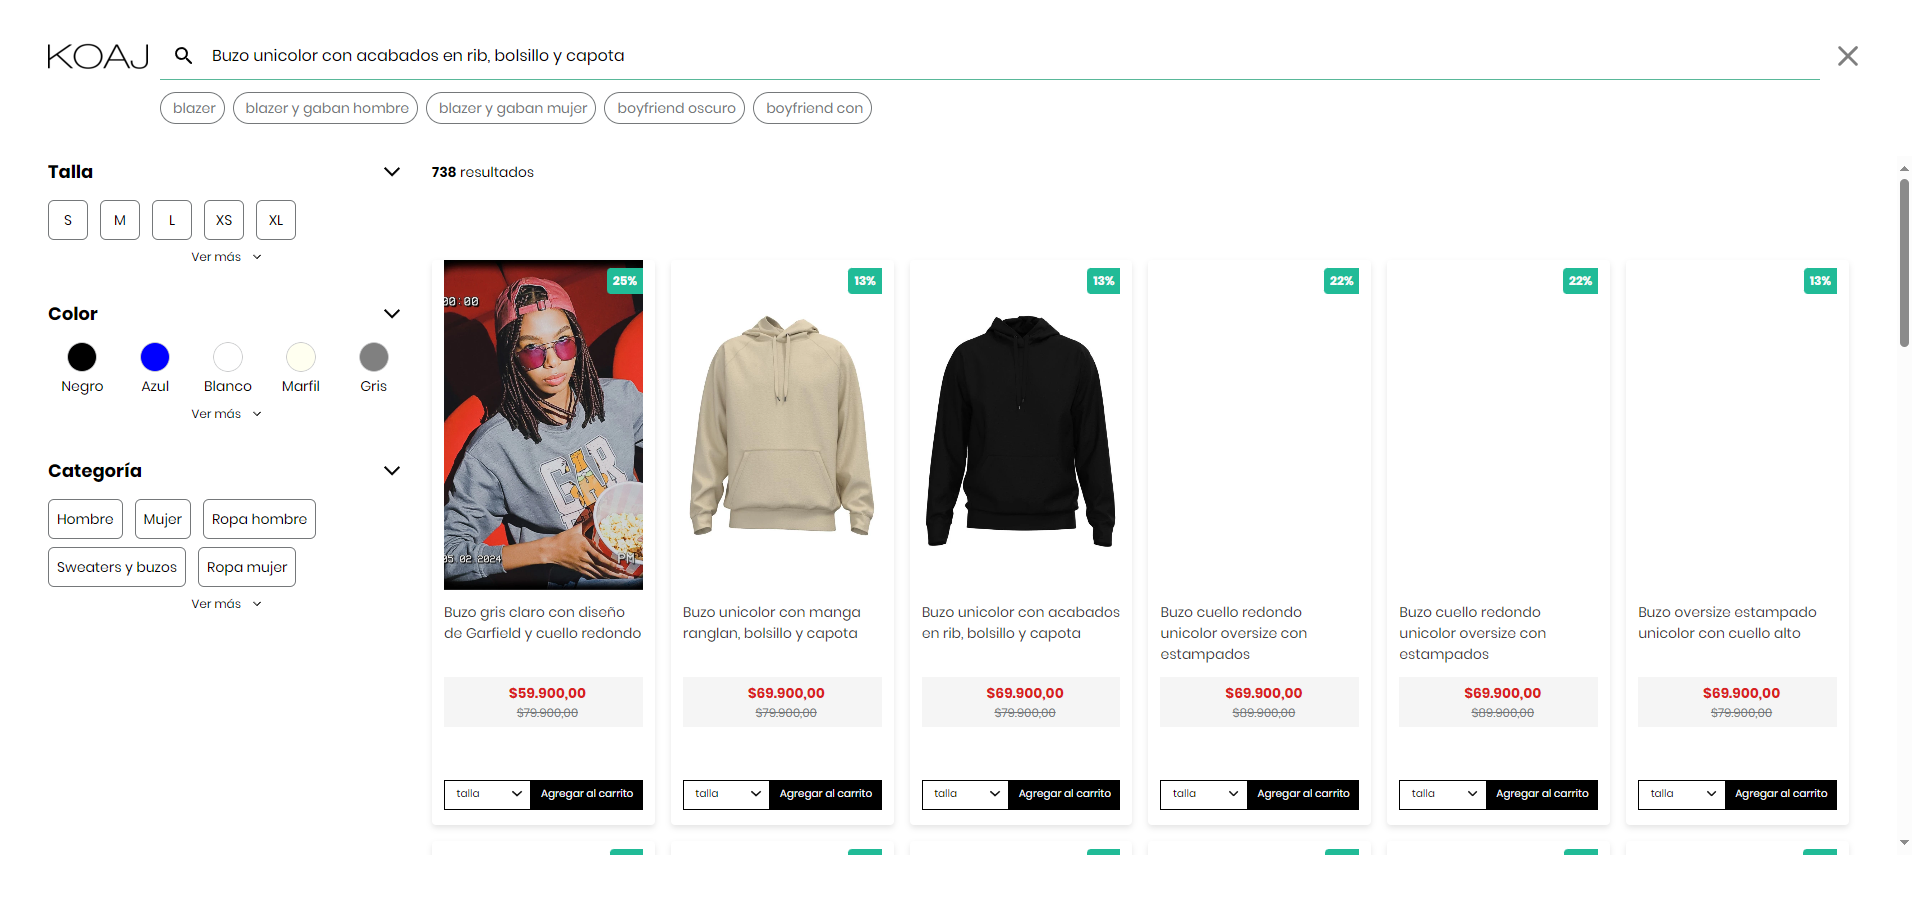 KOAJ
Buzo unicolor con acabados en rib, bolsillo y capota
blazer
blazer y gaban hombre
blazer y gaban mujer
boyfriend oscuro
boyfriend con
Talla
S
M
L
XS
XL
Ver más
Color
Negro
Azul
Blanco
Marfil
Gris
Ver más
Categoría
Hombre
Mujer
Ropa hombre
Sweaters y buzos
Ropa mujer
Ver más
738 resultados
25%
00:00
GAR
05 02 2024
PM
Buzo gris claro con diseño
de Garfield y cuello redondo
$59.900,00
$79.900,00
talla
Agregar al carrito
13%
Buzo unicolor con manga
ranglan, bolsillo y capota
$69.900,00
$79.900,00
talla
Agregar al carrito
13%
Buzo unicolor con acabados
en rib, bolsillo y capota
$69.900,00
$79.900,00
talla
Agregar al carrito
22%
Buzo cuello redondo
unicolor oversize con
estampados
$69.900,00
$89.900,00
talla
Agregar al carrito
22%
Buzo cuello redondo
unicolor oversize con
estampados
$69.900,00
$89.900,00
talla
Agregar al carrito
13%
Buzo oversize estampado
unicolor con cuello alto
$69.900,00
$79.900,00
talla
Agregar al carrito